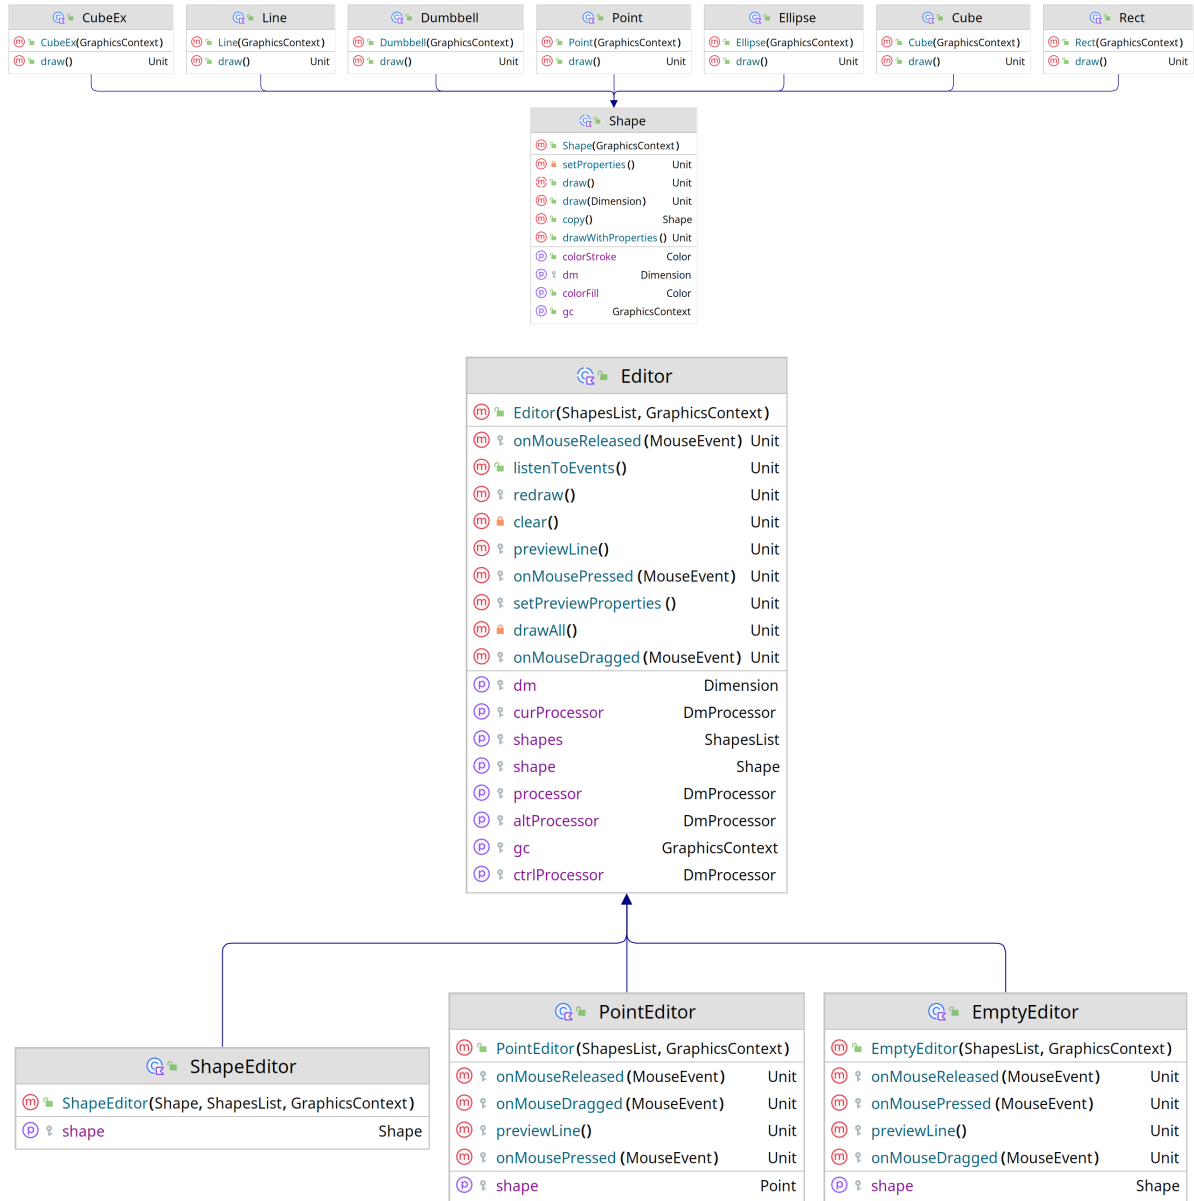 CubeEx
CubeEx(GraphicsContext)
draw() Unit
Line
Line(GraphicsContext)
draw() Unit
Dumbbell
Dumbbell(GraphicsContext)
draw() Unit
Point
Point(GraphicsContext)
draw() Unit
Ellipse
Ellipse(GraphicsContext)
draw() Unit
Cube
Cube(GraphicsContext)
draw() Unit
Rect
Rect(GraphicsContext)
draw() Unit
Shape
Shape(GraphicsContext)
setProperties() Unit
draw() Unit
draw(Dimension) Unit
copy() Shape
drawWithProperties() Unit
colorStroke Color
dm Dimension
colorFill Color
gc GraphicsContext
Editor
Editor(ShapesList, GraphicsContext)
onMouseReleased(MouseEvent) Unit
listenToEvents() Unit
redraw() Unit
clear() Unit
previewLine() Unit
onMousePressed(MouseEvent) Unit
setPreviewProperties() Unit
drawAll() Unit
onMouseDragged(MouseEvent) Unit
dm Dimension
curProcessor DmProcessor
shapes ShapesList
shape Shape
processor DmProcessor
altProcessor DmProcessor
gc GraphicsContext
ctrlProcessor DmProcessor
ShapeEditor
ShapeEditor(Shape, ShapesList, GraphicsContext)
shape Shape
PointEditor
PointEditor(ShapesList, GraphicsContext)
onMouseReleased(MouseEvent) Unit
onMouseDragged(MouseEvent) Unit
previewLine() Unit
onMousePressed(MouseEvent) Unit
shape Point
EmptyEditor
EmptyEditor(ShapesList, GraphicsContext)
onMouseReleased(MouseEvent) Unit
onMousePressed(MouseEvent) Unit
previewLine() Unit
onMouseDragged(MouseEvent) Unit
shape Shape